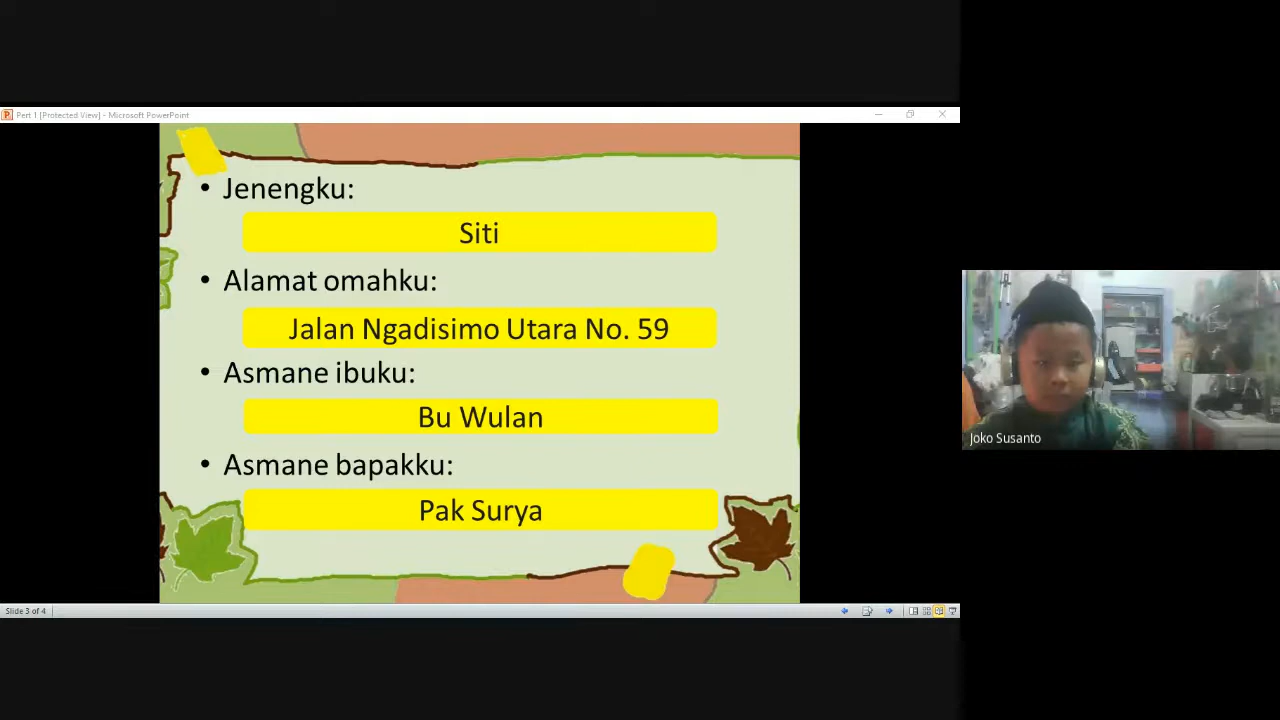 Pert 1 [Protected View] - Microsoft PowerPoint
• Jenengku:
Siti
• Alamat omahku:
Jalan Ngadisimo Utara No. 59
• Asmane ibuku:
Bu Wulan
• Asmane bapakku:
Pak Surya
Joko Susanto
Slide 3 of 4